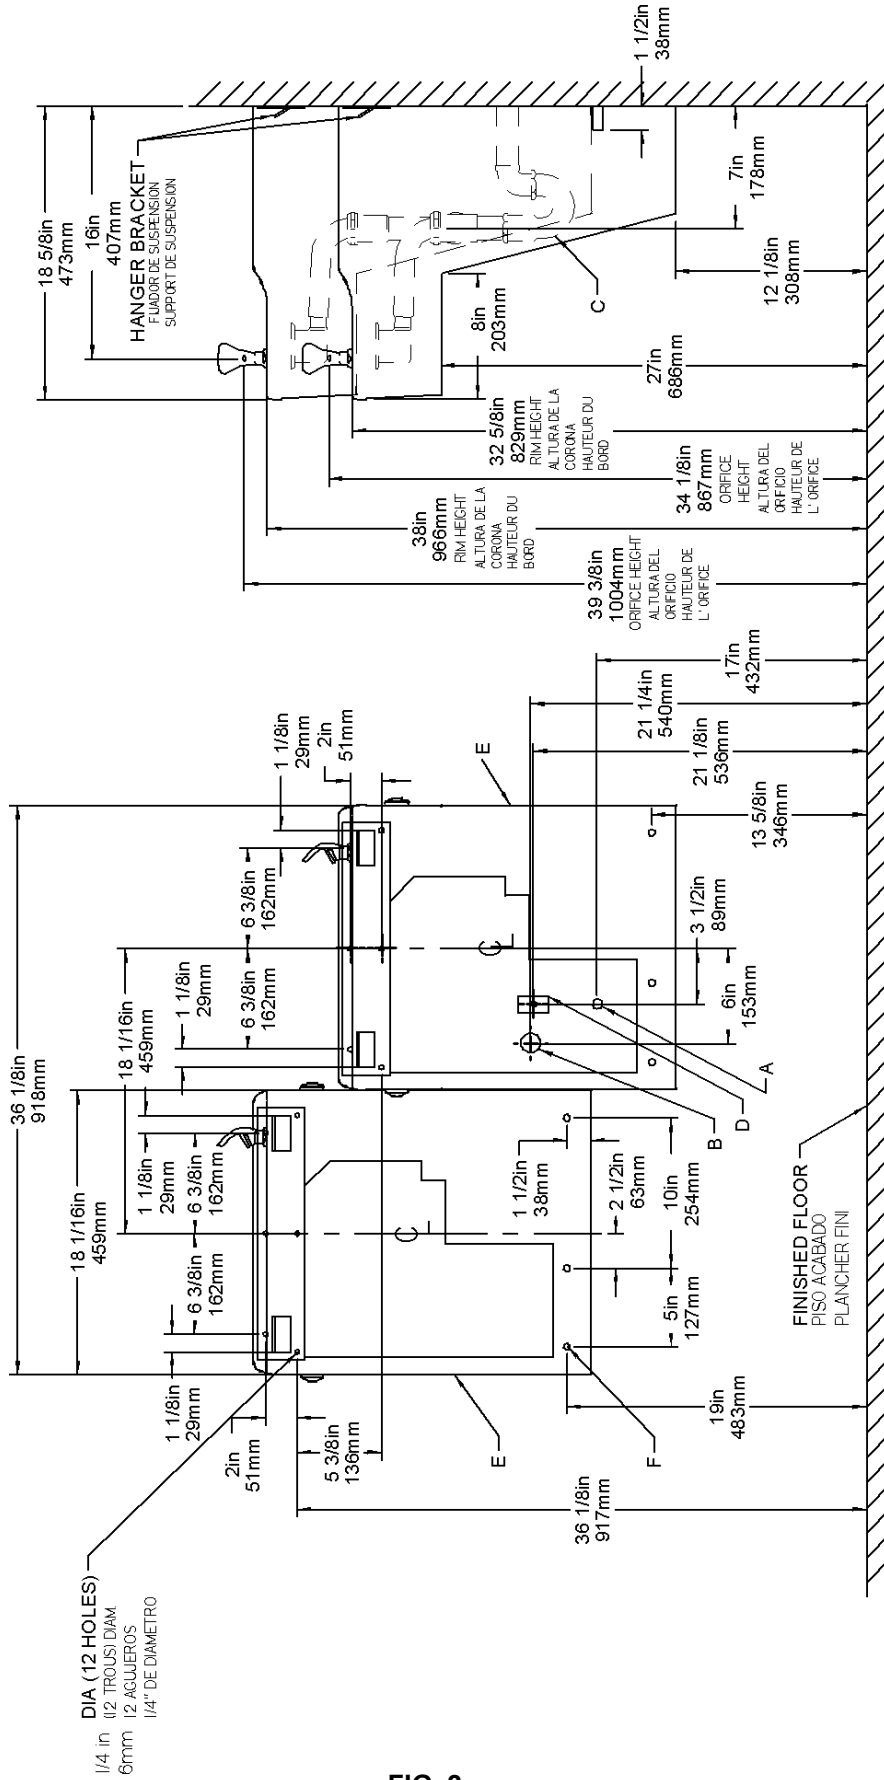 1/4 in DIA (12 HOLES)
(12 TROUS) DIAM.
6mm 12 AGUJEROS
1/4" DE DIAMETRO
36 1/8in
918mm
18 1/16in
459mm
18 1/16in
459mm
1 1/8in
29mm
6 3/8in
162mm
6 3/8in
162mm
1 1/8in
29mm
2in
51mm
5 3/8in
136mm
1 1/8in
29mm
6 3/8in
162mm
6 3/8in
162mm
1 1/8in
29mm
2in
51mm
CL
CL
E
E
1 1/2in
38mm
2 1/2in
63mm
10in
254mm
5in
127mm
F
19in
483mm
36 1/8in
917mm
B
D
A
6in
153mm
3 1/2in
89mm
13 5/8in
346mm
21 1/8in
536mm
21 1/4in
540mm
17in
432mm
FINISHED FLOOR
PISO ACABADO
PLANCHER FINI
18 5/8in
473mm
16in
407mm
HANGER BRACKET
FIJADOR DE SUSPENSION
SUPPORT DE SUSPENSION
39 3/8in
1004mm
ORIFICE HEIGHT
ALTURA DEL
ORIFICIO
HAUTEUR DE
L' ORIFICE
38in
966mm
RIM HEIGHT
ALTURA DE LA
CORONA
HAUTEUR DU
BORD
34 1/8in
867mm
ORIFICE
HEIGHT
ALTURA DEL
ORIFICIO
HAUTEUR DE
L' ORIFICE
32 5/8in
829mm
RIM HEIGHT
ALTURA DE LA
CORONA
HAUTEUR DU
BORD
8in
203mm
27in
686mm
C
12 1/8in
308mm
7in
178mm
1 1/2in
38mm